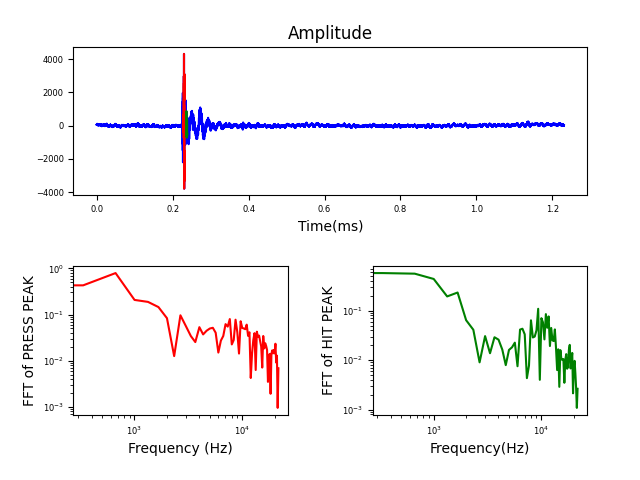 Amplitude
4000
2000
0
−2000
−4000
0.0 0.2 0.4 0.6 0.8 1.0 1.2
Time(ms)
FFT of PRESS PEAK
10⁰
10⁻¹
10⁻²
10⁻³
10³ 10⁴
Frequency (Hz)
FFT of HIT PEAK
10⁻¹
10⁻²
10⁻³
10³ 10⁴
Frequency(Hz)